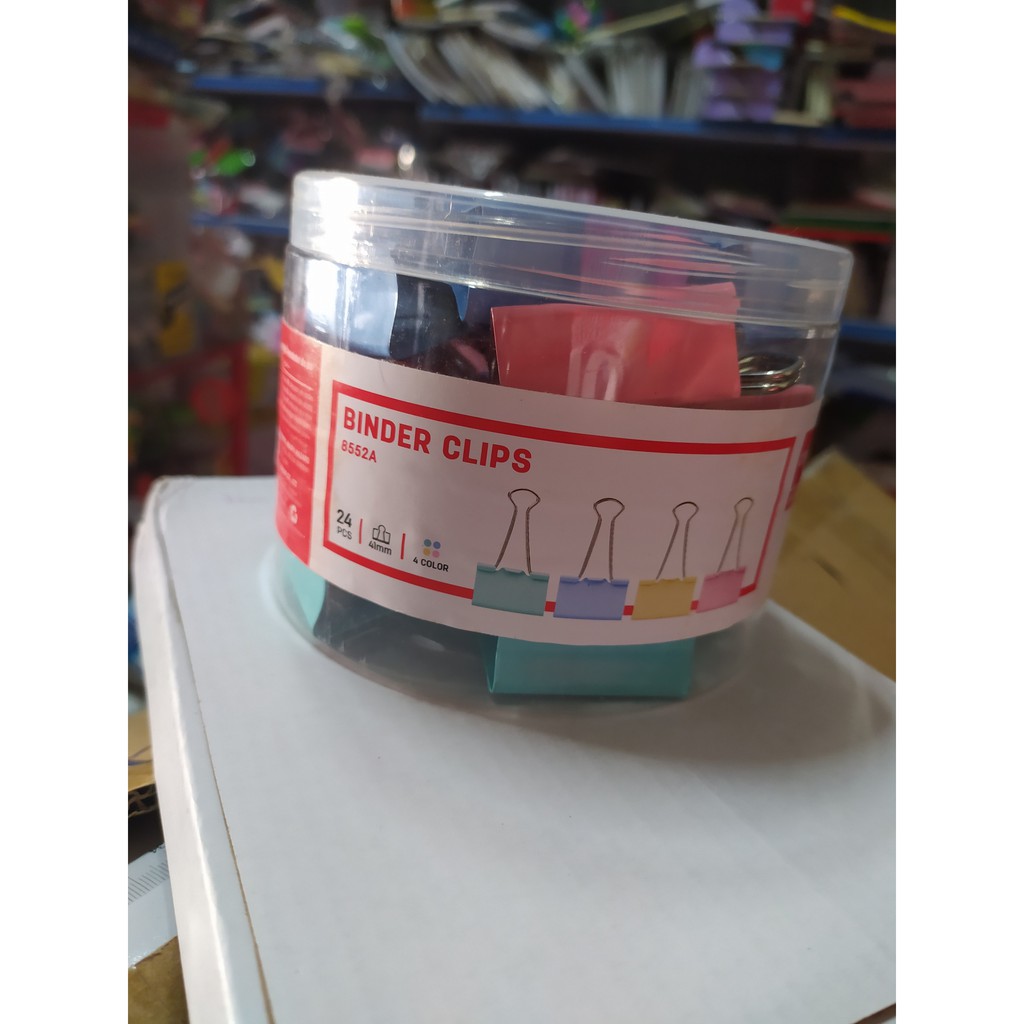 BINDER CLIPS
8552A
24
PCS
41mm
4 COLOR